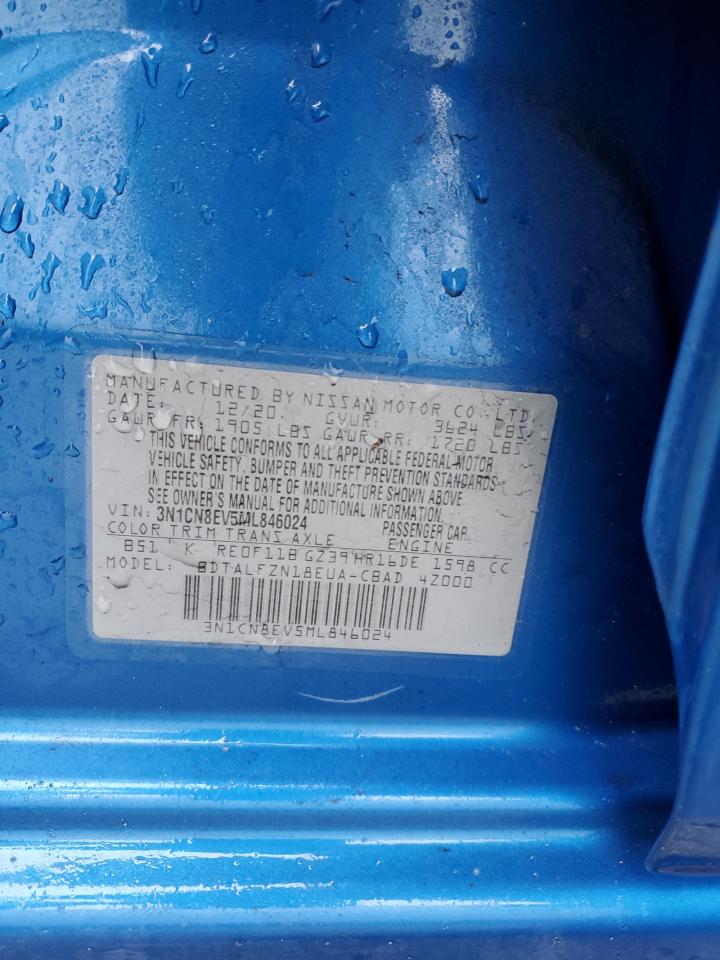 MANUFACTURED BY NISSAN MOTOR CO.,LTD.
DATE: 12/20 GVWR: 3624 LBS
GAWR FR: 1905 LBS GAWR RR: 1720 LBS
THIS VEHICLE CONFORMS TO ALL APPLICABLE FEDERAL MOTOR
VEHICLE SAFETY, BUMPER AND THEFT PREVENTION STANDARDS
IN EFFECT ON THE DATE OF MANUFACTURE SHOWN ABOVE
SEE OWNER'S MANUAL FOR ADDITIONAL INFORMATION.
VIN: 3N1CN8EV5ML846024 PASSENGER CAR
COLOR TRIM TRANS AXLE ENGINE
B51 K RE0F11B GZ39 HR16DE 1598 CC
MODEL: BDTALFZN18EUA-CBAD 4Z000
3N1CN8EV5ML846024